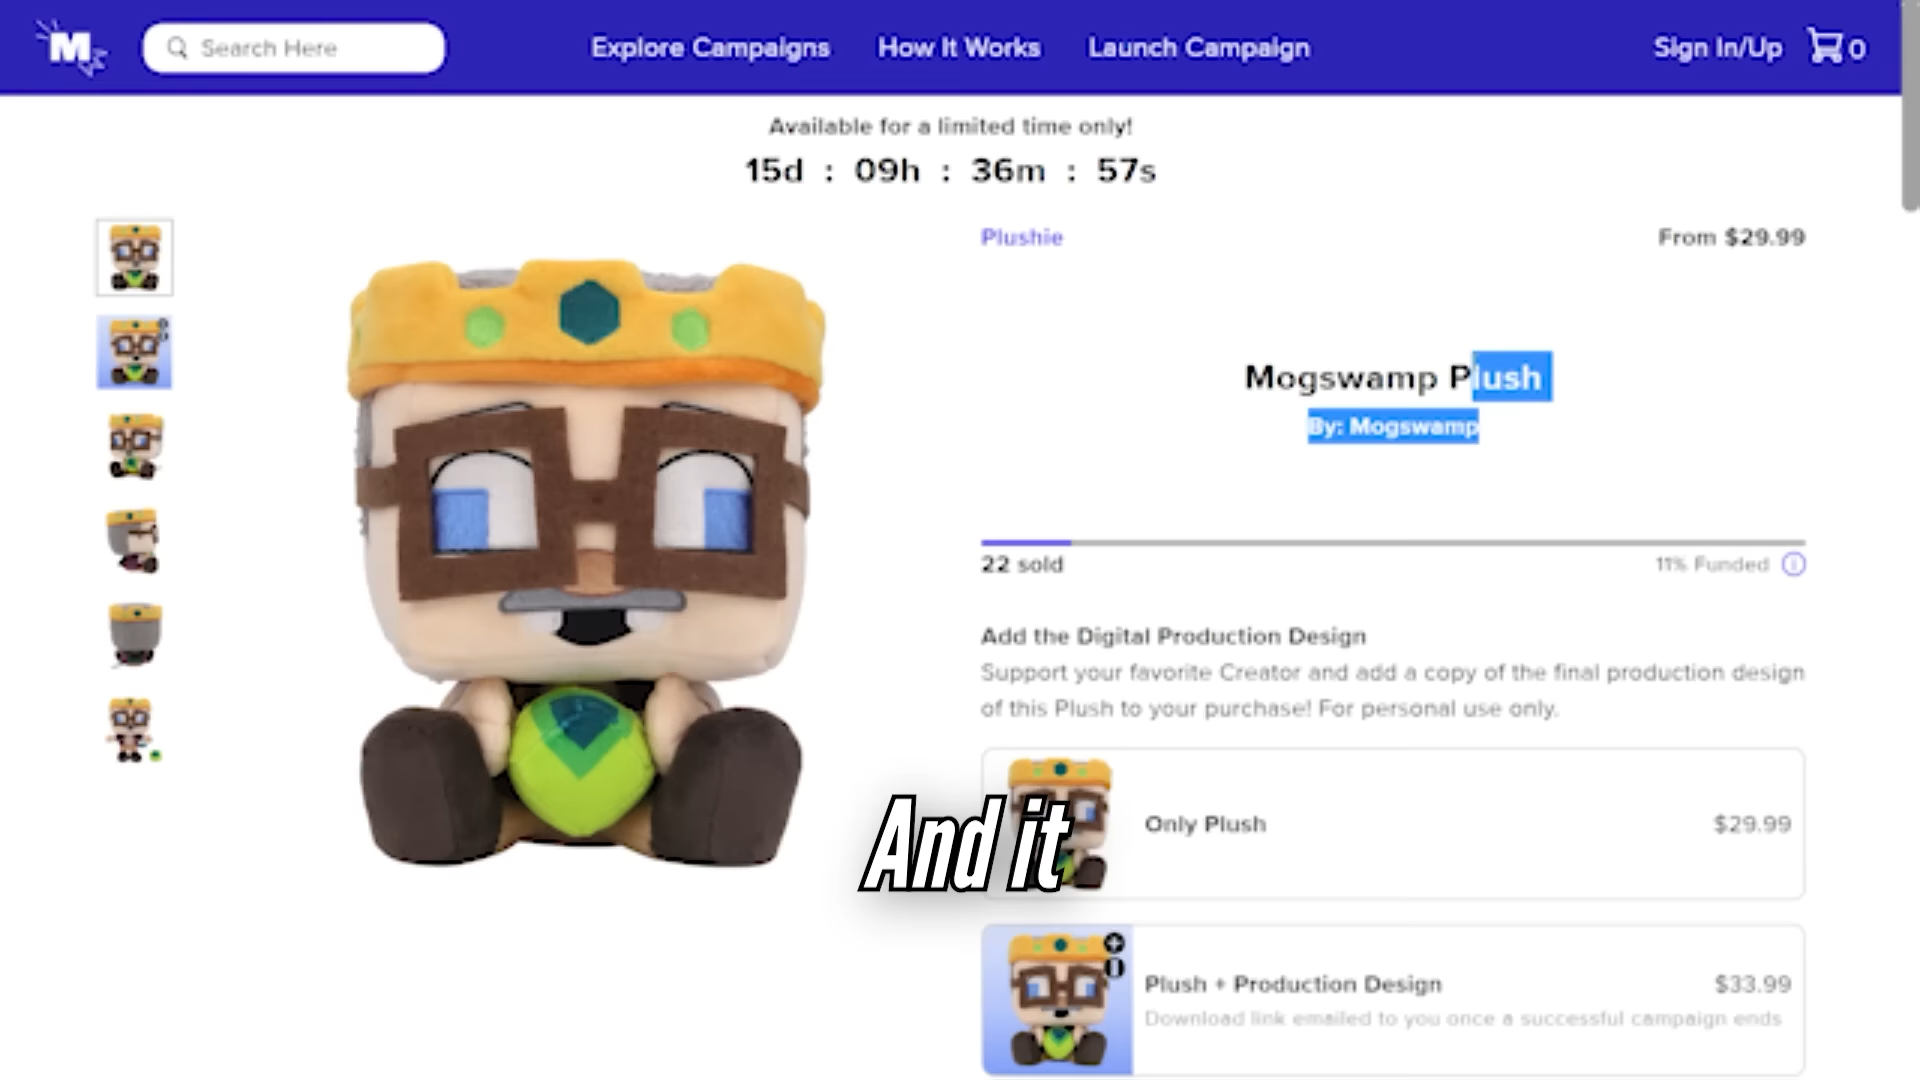 M
Search Here
Explore Campaigns
How It Works
Launch Campaign
Sign In/Up
0
Available for a limited time only!
15d : 09h : 36m : 57s
Plushie
From $29.99
Mogswamp Plush
By: Mogswamp
22 sold
11% Funded
Add the Digital Production Design
Support your favorite Creator and add a copy of the final production design
of this Plush to your purchase! For personal use only.
And it
Only Plush
$29.99
Plush + Production Design
$33.99
Download link emailed to you once a successful campaign ends